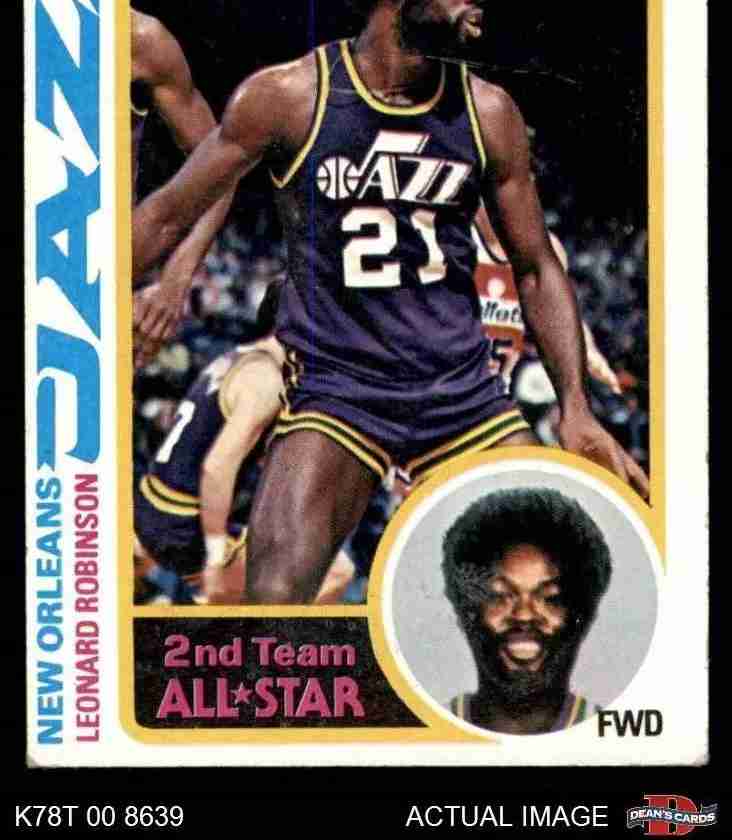 JAZZ
NEW ORLEANS
LEONARD ROBINSON
JAZZ
21
7
2nd Team
ALL★STAR
FWD
K78T 00 8639
ACTUAL IMAGE
DEAN'S CARDS